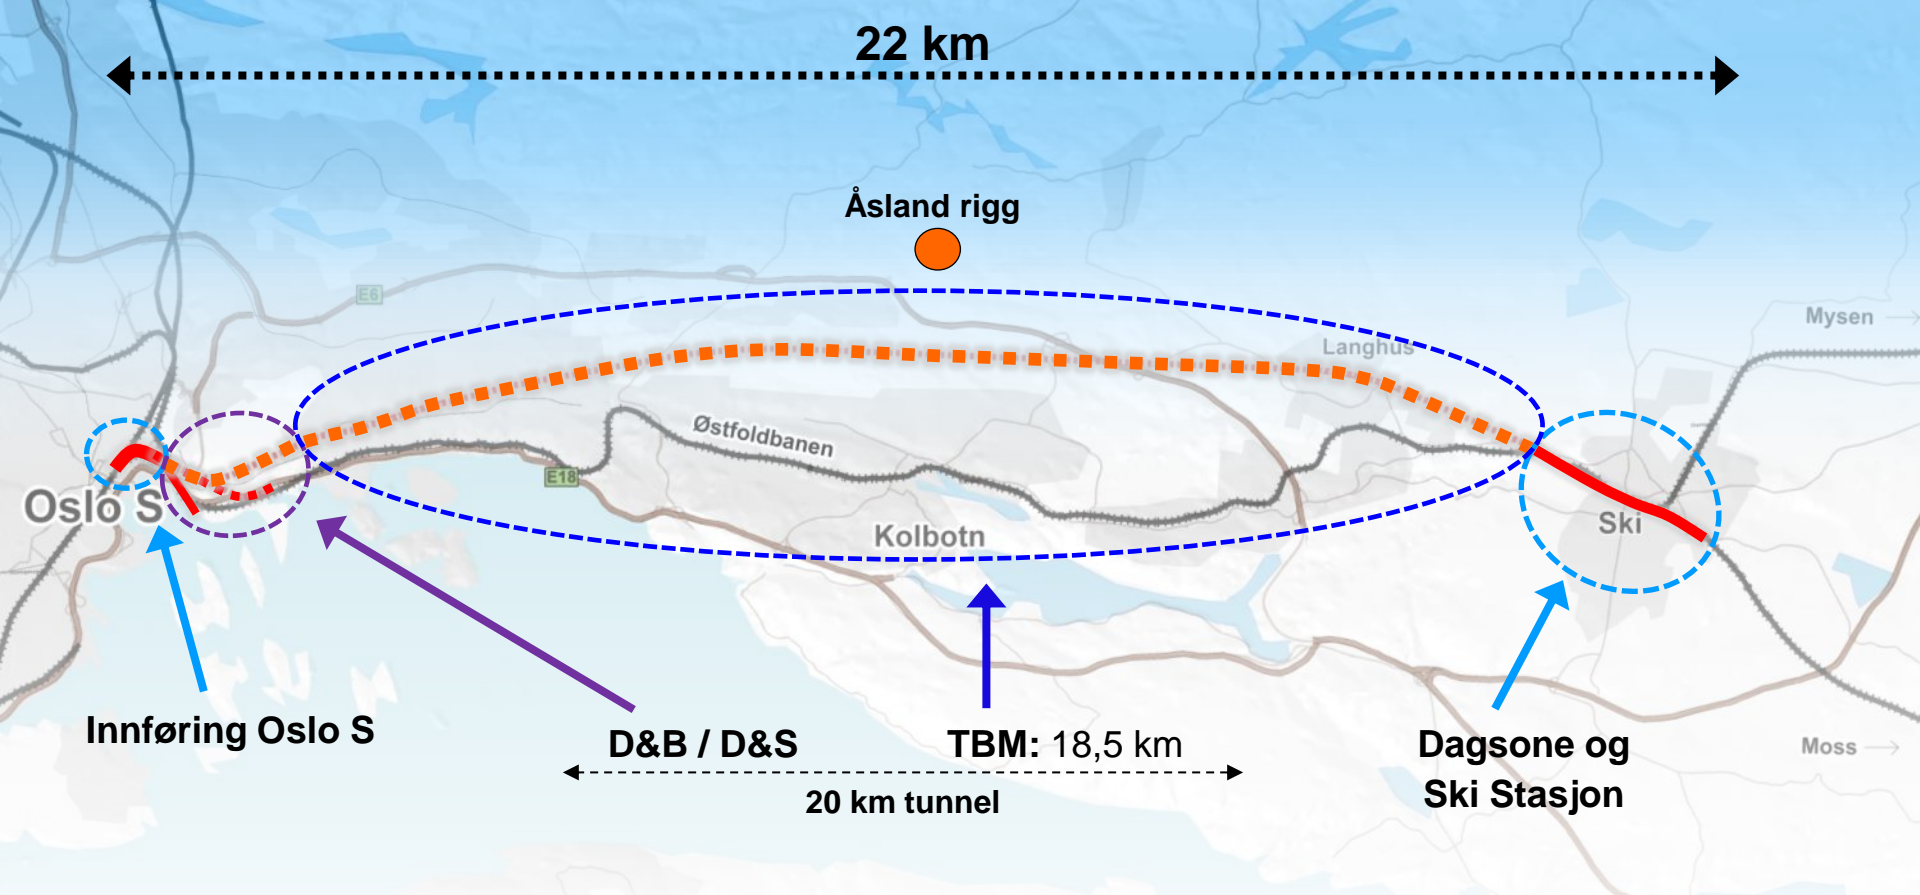 22 km
Åsland rigg
E6
Mysen
Langhus
Østfoldbanen
E18
Oslo S
Kolbotn
Ski
Innføring Oslo S
D&B / D&S
TBM: 18,5 km
20 km tunnel
Dagsone og
Ski Stasjon
Moss